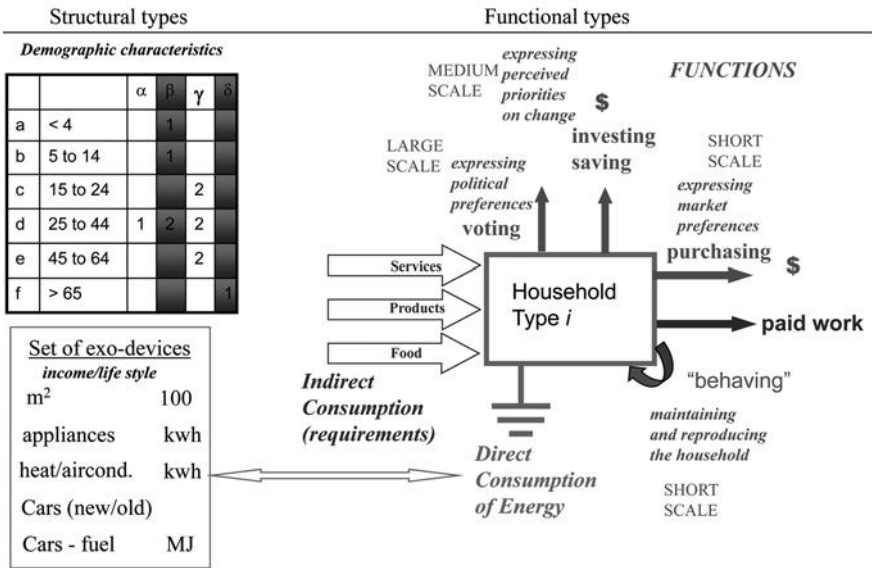 Structural types
Functional types
Demographic characteristics
α β γ δ
a < 4 1
b 5 to 14 1
c 15 to 24 2
d 25 to 44 1 2 2
e 45 to 64 2
f > 65 1
Set of exo-devices
income/life style
m² 100
appliances kwh
heat/aircond. kwh
Cars (new/old)
Cars - fuel MJ
MEDIUM
SCALE
expressing
perceived
priorities
on change
FUNCTIONS
$
investing
saving
LARGE
SCALE
expressing
political
preferences
voting
SHORT
SCALE
expressing
market
preferences
purchasing
$
Services
Products
Food
Household
Type i
paid work
"behaving"
Indirect
Consumption
(requirements)
maintaining
and reproducing
the household
Direct
Consumption
of Energy
SHORT
SCALE